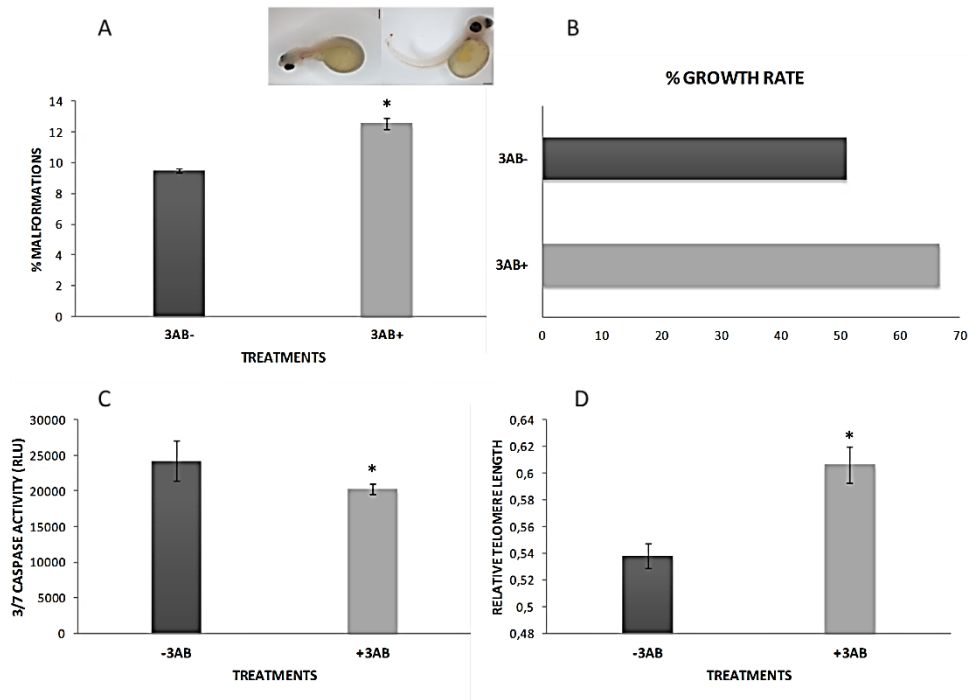 A
*
14
12
10
8
6
4
2
0
% MALFORMATIONS
3AB-
3AB+
TREATMENTS
B
% GROWTH RATE
3AB-
3AB+
0
10
20
30
40
50
60
70
C
*
30000
25000
20000
15000
10000
5000
0
3/7 CASPASE ACTIVITY (RLU)
-3AB
+3AB
TREATMENTS
D
*
0,64
0,62
0,6
0,58
0,56
0,54
0,52
0,5
0,48
RELATIVE TELOMERE LENGTH
-3AB
+3AB
TREATMENTS